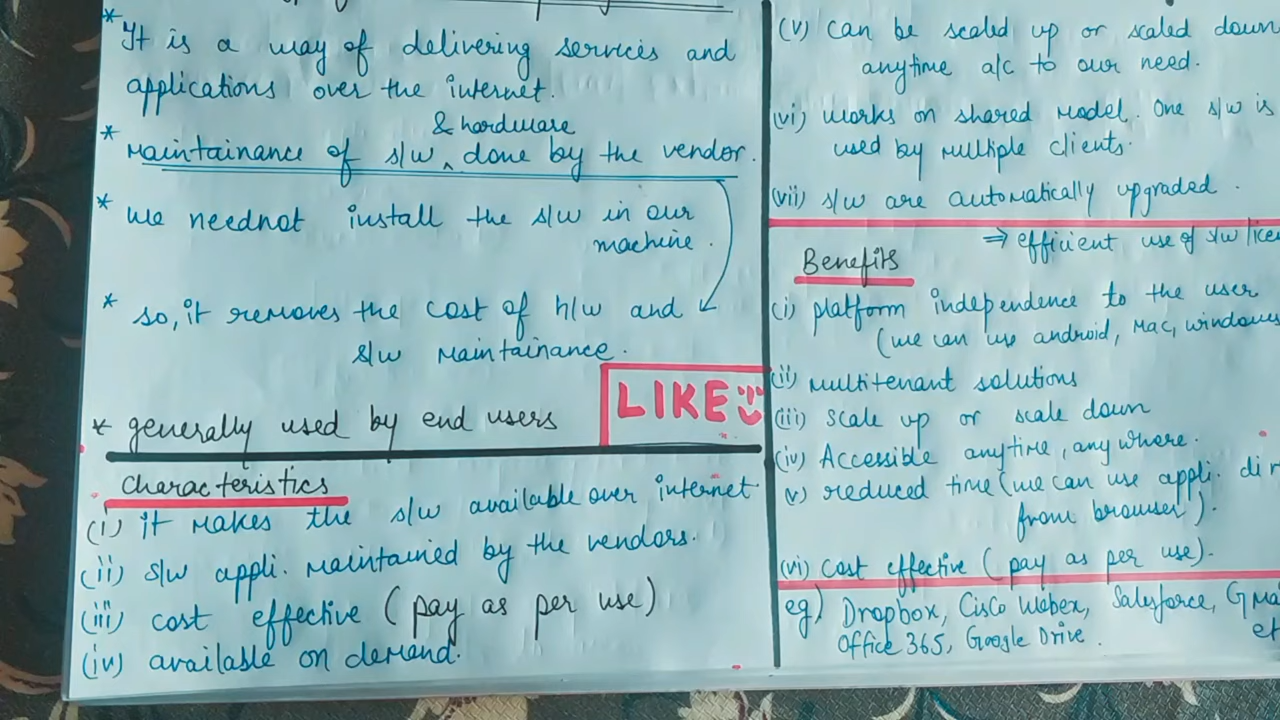 * It is a way of delivering services and
applications over the internet.
& hardware
* Maintainance of s/w ^ done by the vendor.
* we neednot install the s/w in our
machine.
* so, it removes the cost of h/w and
s/w maintainance.
LIKE
* generally used by end users
Characteristics
(i) it makes the s/w available over internet
(ii) s/w appli. maintained by the vendors.
(iii) cost effective (pay as per use)
(iv) available on demand.
(v) can be scaled up or scaled down
anytime a/c to our need.
(vi) works on shared model. One s/w is
used by multiple clients.
(vii) s/w are automatically upgraded.
⇒ efficient use of s/w
Benefits
(i) platform independence to the user
(we can use android, Mac, windows
(ii) multitenant solutions
(iii) scale up or scale down
(iv) Accessible anytime, any where.
(v) reduced time (we can use appli.
from browser).
(vi) cost effective (pay as per use).
eg) Dropbox, Cisco Webex, Salesforce,
Office 365, Google Drive.